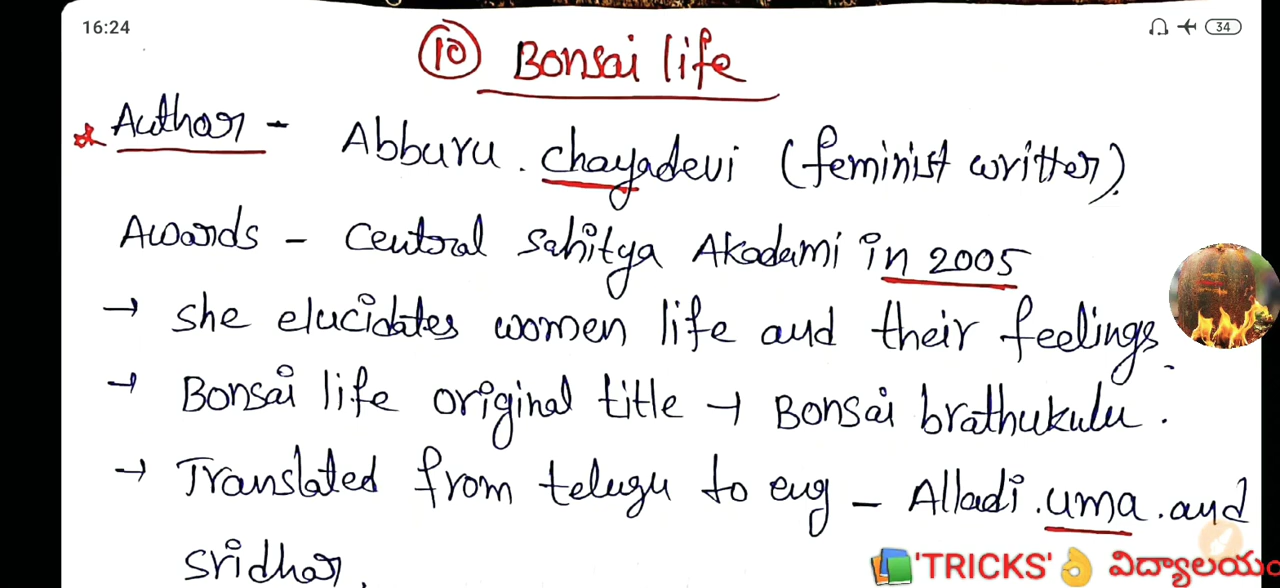 16:24
34
10 Bonsai life
Author - Abburu. chayadevi (feminist writter).
Awards - Central Sahitya Akadami in 2005
→ she elucidates women life and their feelings.
→ Bonsai life original title → Bonsai brathukulu.
→ Translated from telugu to eng - Alladi.uma.and
sridhar.
'TRICKS'👌 విద్యాలయం